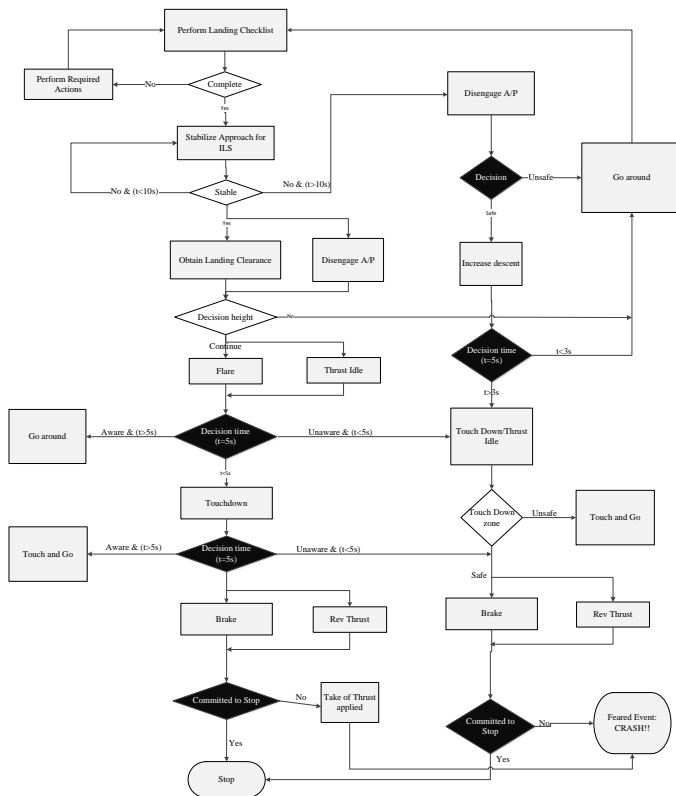 Perform Landing Checklist
Perform Required
Actions
No
Complete
Disengage A/P
Yes
Stabilize Approach for
ILS
Decision
Unsafe
Go around
No & (t<10s)
Stable
No & (t>10s)
Safe
Yes
Obtain Landing Clearance
Disengage A/P
Increase descent
Decision height
No
Continue
Decision time
(t=5s)
t<3s
Flare
Thrust Idle
t>3s
Go around
Aware & (t>5s)
Decision time
(t=5s)
Unaware & (t<5s)
Touch Down/Thrust
Idle
t<5s
Touchdown
Touch Down
zone
Unsafe
Touch and Go
Touch and Go
Aware & (t>5s)
Decision time
(t=5s)
Unaware & (t<5s)
Safe
Brake
Rev Thrust
Brake
Rev Thrust
Committed to Stop
No
Take of Thrust
applied
Committed to
Stop
No
Feared Event:
CRASH!!
Yes
Yes
Stop